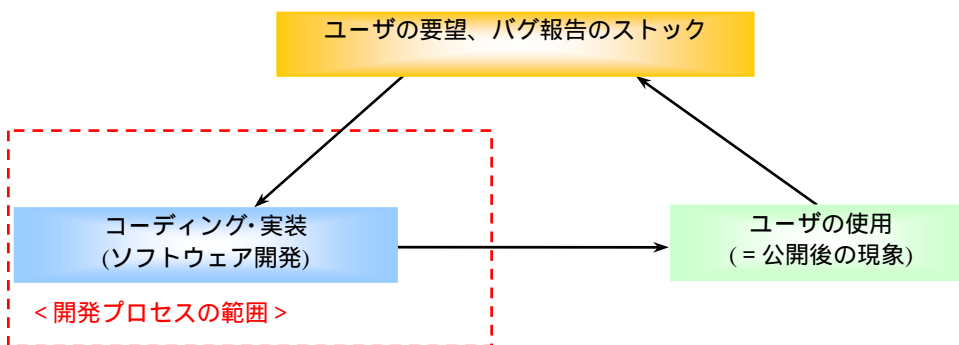 ユーザの要望、バグ報告のストック
コーディング・実装
(ソフトウェア開発)
ユーザの使用
( = 公開後の現象)
< 開発プロセスの範囲 >